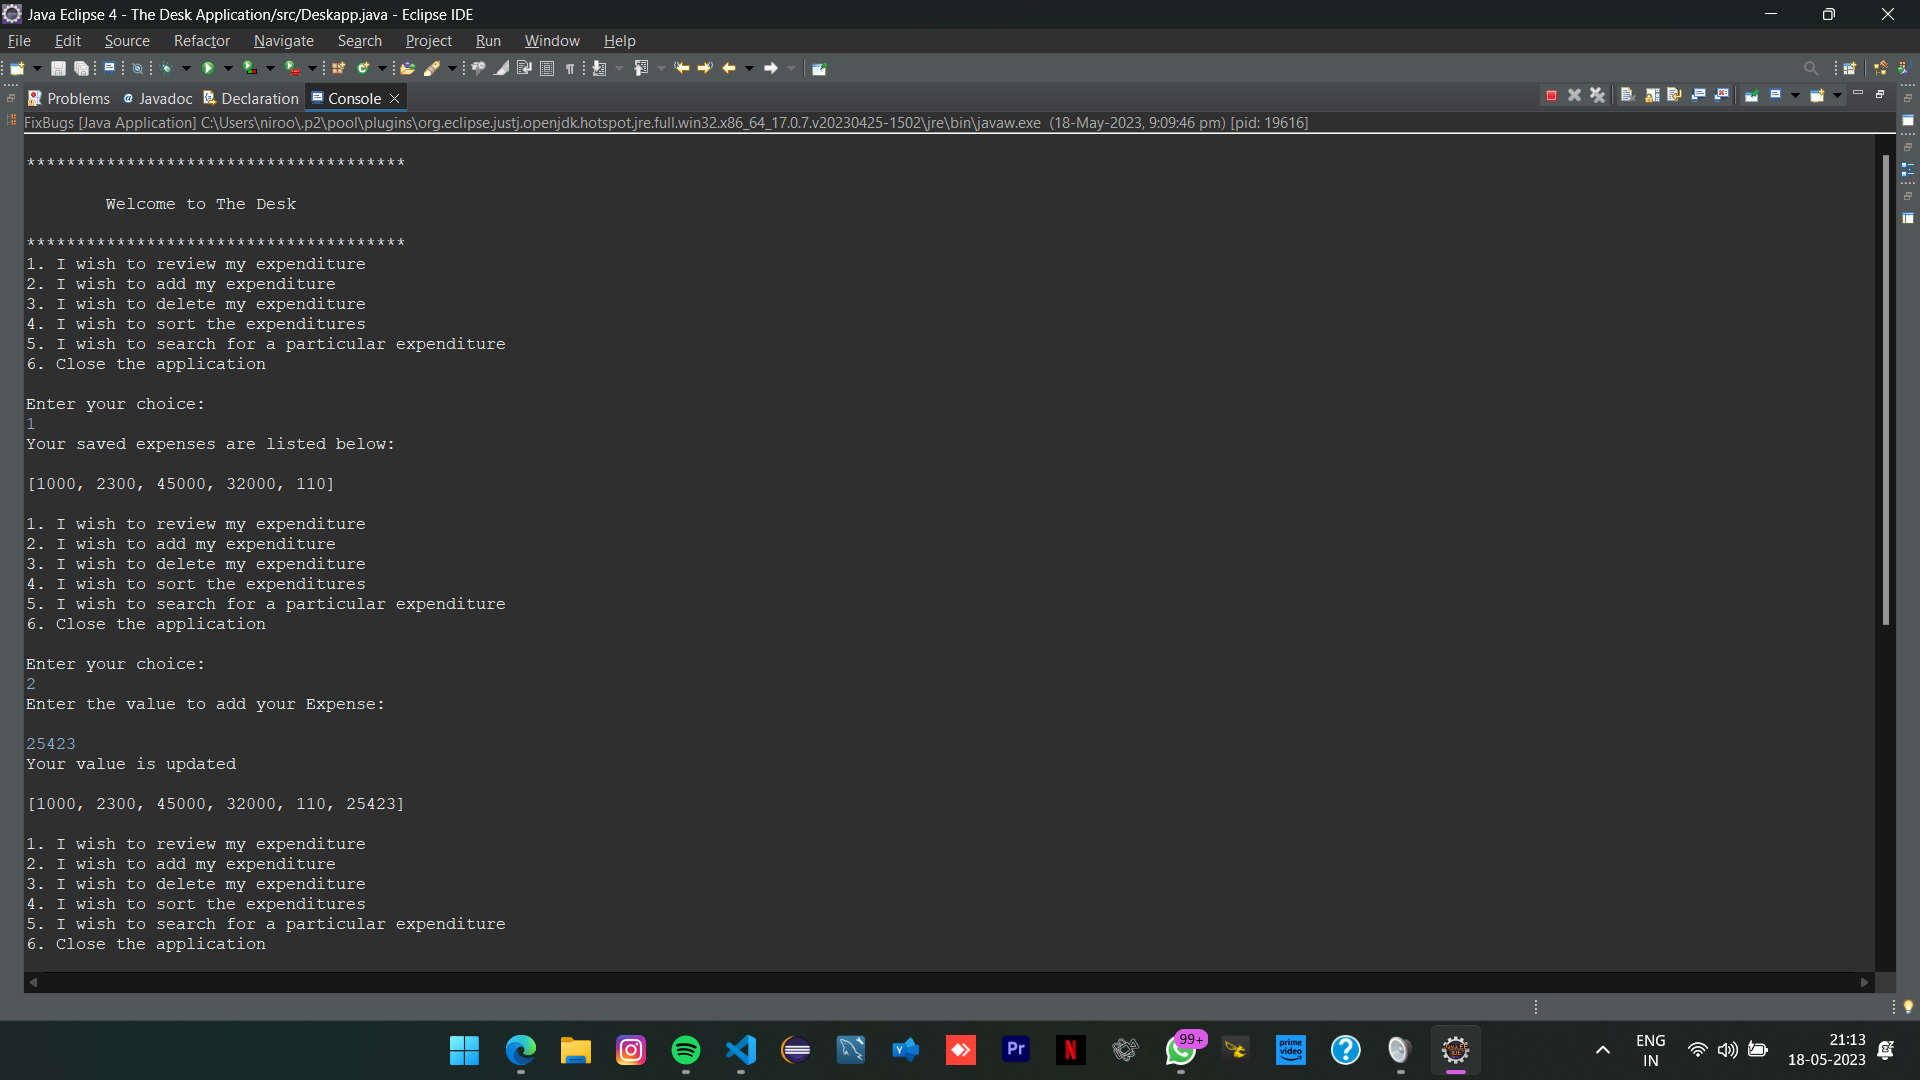 Java Eclipse 4 - The Desk Application/src/Deskapp.java - Eclipse IDE
File Edit Source Refactor Navigate Search Project Run Window Help
Problems Javadoc Declaration Console
FixBugs [Java Application] C:\Users\niroo\.p2\pool\plugins\org.eclipse.justj.openjdk.hotspot.jre.full.win32.x86_64_17.0.7.v20230425-1502\jre\bin\javaw.exe (18-May-2023, 9:09:46 pm) [pid: 19616]
**************************************
Welcome to The Desk
**************************************
1. I wish to review my expenditure
2. I wish to add my expenditure
3. I wish to delete my expenditure
4. I wish to sort the expenditures
5. I wish to search for a particular expenditure
6. Close the application
Enter your choice:
1
Your saved expenses are listed below:
[1000, 2300, 45000, 32000, 110]
1. I wish to review my expenditure
2. I wish to add my expenditure
3. I wish to delete my expenditure
4. I wish to sort the expenditures
5. I wish to search for a particular expenditure
6. Close the application
Enter your choice:
2
Enter the value to add your Expense:
25423
Your value is updated
[1000, 2300, 45000, 32000, 110, 25423]
1. I wish to review my expenditure
2. I wish to add my expenditure
3. I wish to delete my expenditure
4. I wish to sort the expenditures
5. I wish to search for a particular expenditure
6. Close the application
Pr
N
99+
prime video
?
ENG
IN
21:13
18-05-2023